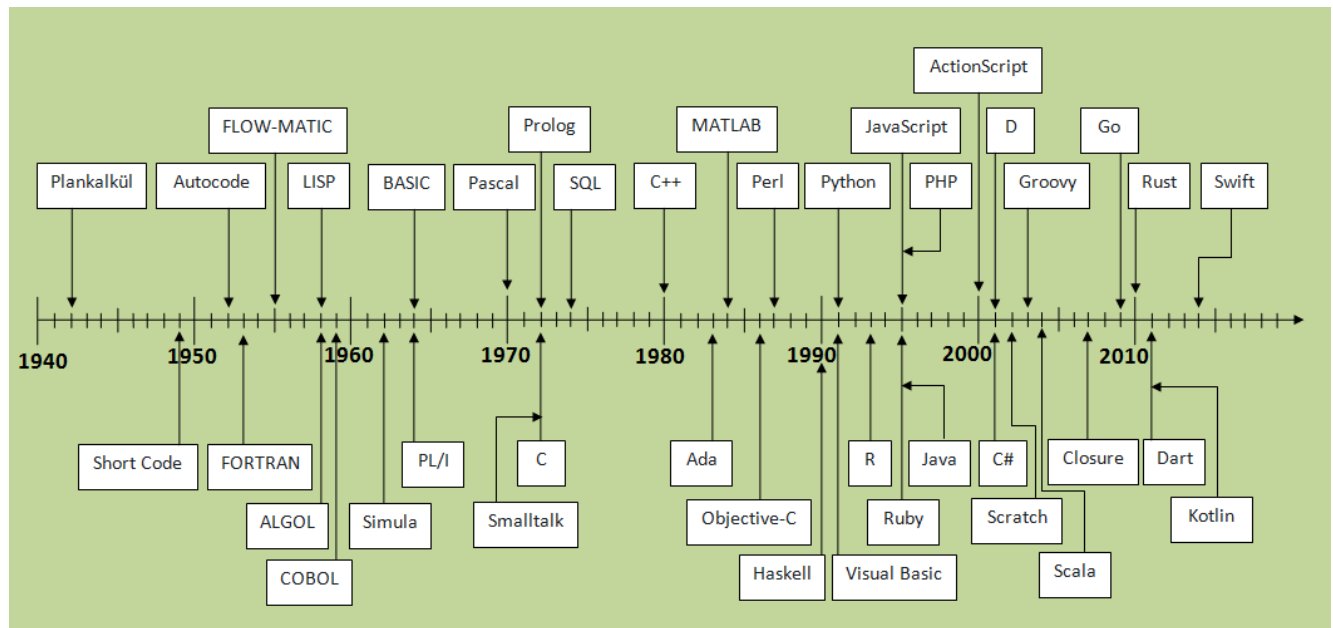 ActionScript
FLOW-MATIC
Prolog
MATLAB
JavaScript
D
Go
Plankalkül
Autocode
LISP
BASIC
Pascal
SQL
C++
Perl
Python
PHP
Groovy
Rust
Swift
1940
1950
1960
1970
1980
1990
2000
2010
Short Code
FORTRAN
PL/I
C
Ada
R
Java
C#
Closure
Dart
ALGOL
Simula
Smalltalk
Objective-C
Ruby
Scratch
Kotlin
COBOL
Haskell
Visual Basic
Scala